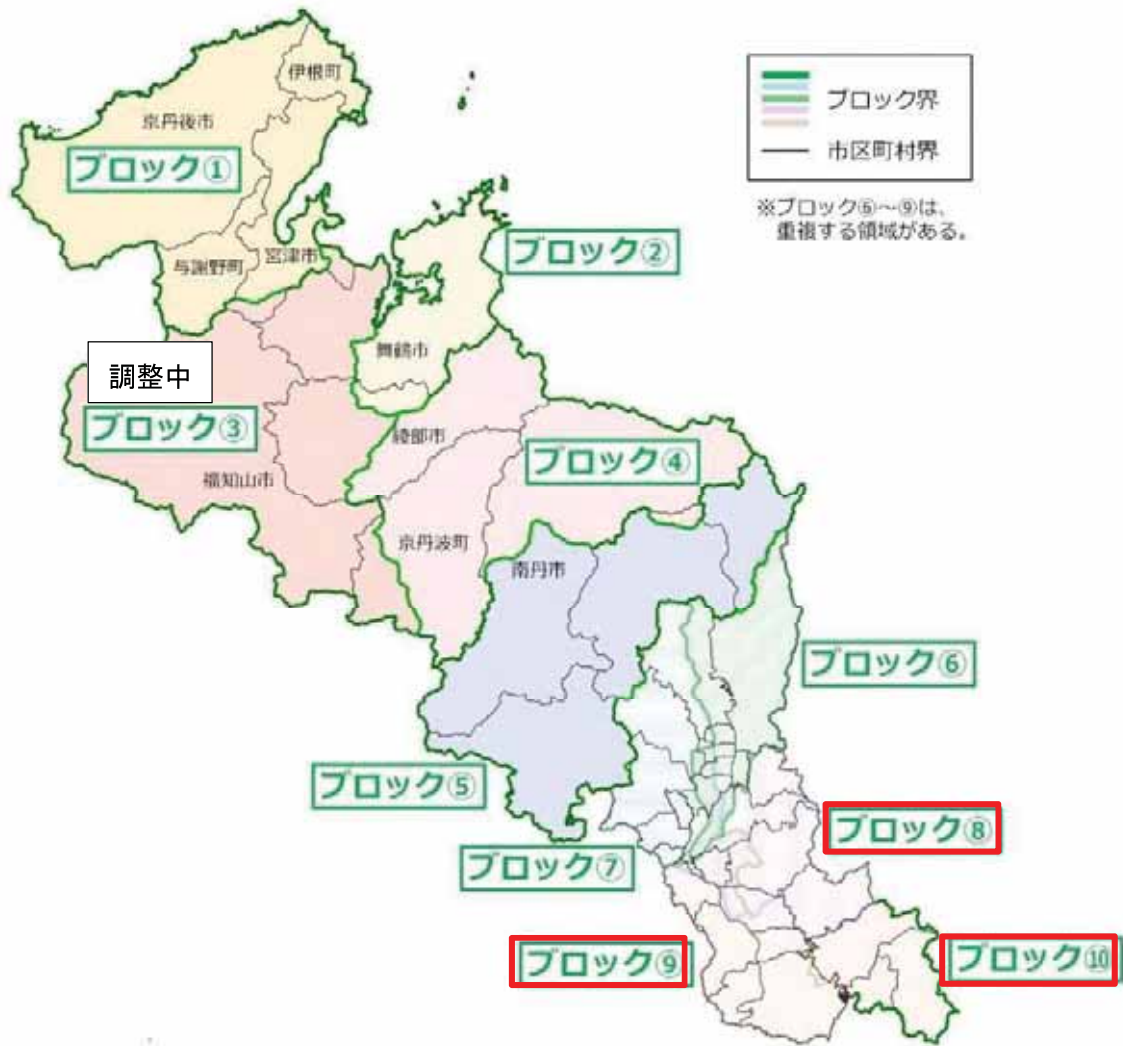 伊根町
京丹後市
ブロック①
ブロック界
市区町村界
※ブロック⑥～⑨は、
重複する領域がある。
与謝野町
宮津市
ブロック②
舞鶴市
調整中
ブロック③
綾部市
ブロック④
福知山市
京丹波町
南丹市
ブロック⑥
ブロック⑤
ブロック⑧
ブロック⑦
ブロック⑨
ブロック⑩